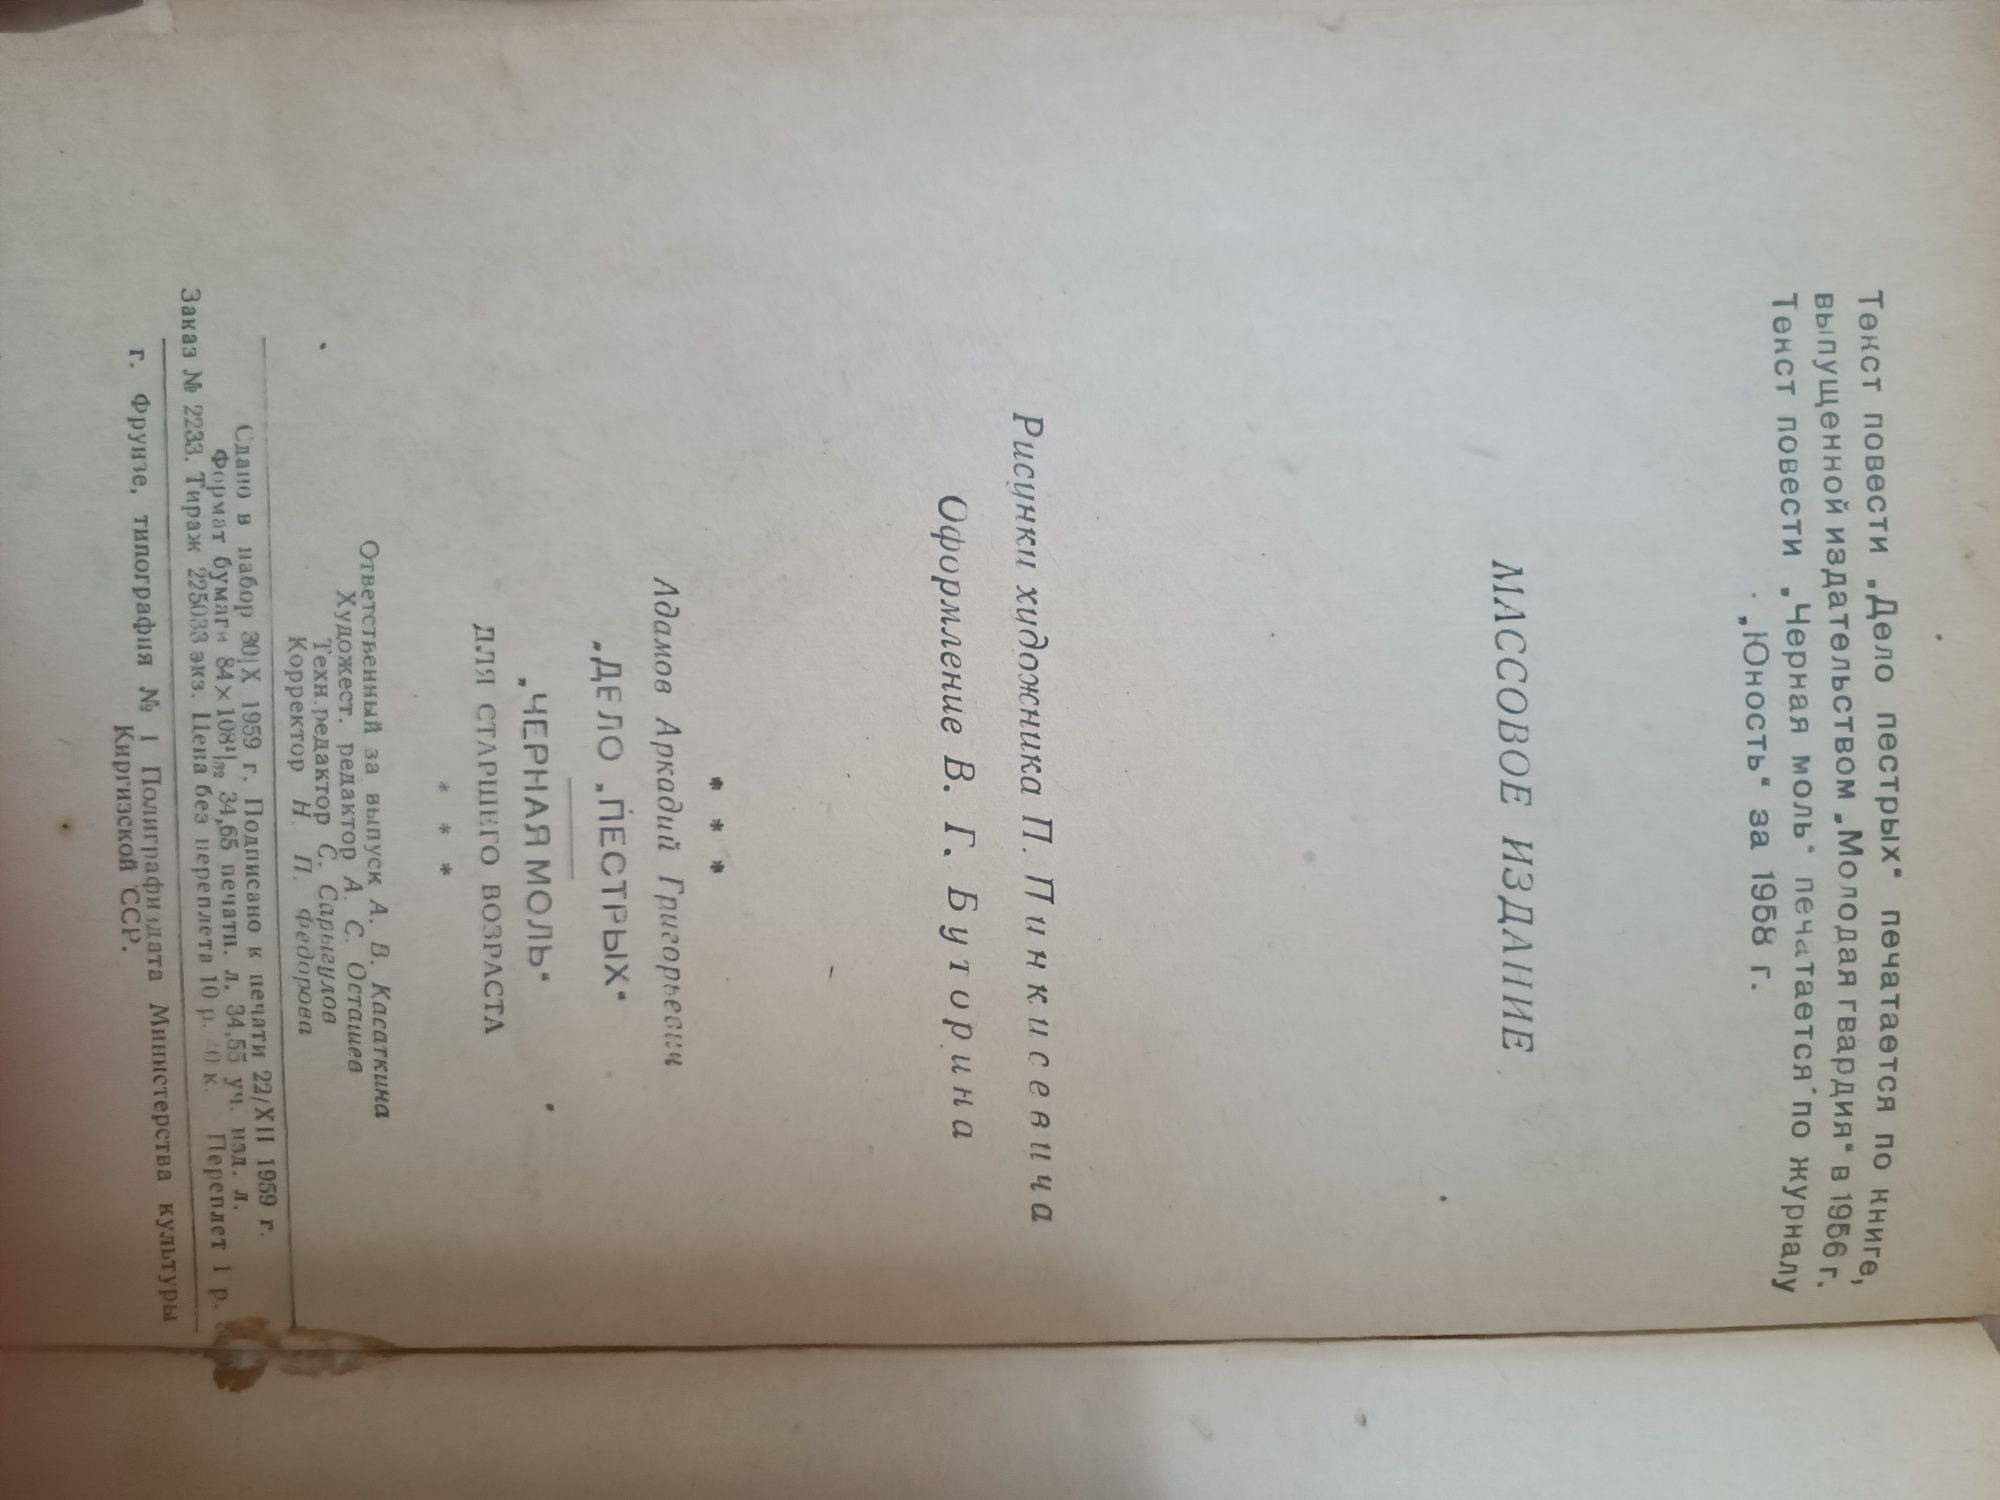 Текст повести „Дело пестрых“ печатается по книге,
выпущенной издательством „Молодая гвардия“ в 1956 г.
Текст повести „Черная моль“ печатается по журналу
„Юность“ за 1958 г.
МАССОВОЕ ИЗДАНИЕ
Рисунки художника П. Пинкисевича
Оформление В. Г. Буторина
* * *
Адамов Аркадий Григорьевич
„ДЕЛО „ПЕСТРЫХ“
„ЧЕРНАЯ МОЛЬ“
ДЛЯ СТАРШЕГО ВОЗРАСТА
* * *
Ответственный за выпуск А. В. Касаткина
Художест. редактор А. С. Осташев
Техн. редактор С. Сарыгулов
Корректор Н. П. Федорова
Сдано в набор 30|X 1959 г. Подписано к печати 22/XII 1959 г.
Формат бумаги 84×108¹|₃₂ 34,65 печатн. л. 34,55 уч. изд. л.
Заказ № 2233. Тираж 225033 экз. Цена без переплета 10 р. 40 к. Переплет 1 р.
г. Фрунзе, типография № 1 Полиграфиздата Министерства культуры
Киргизской ССР.